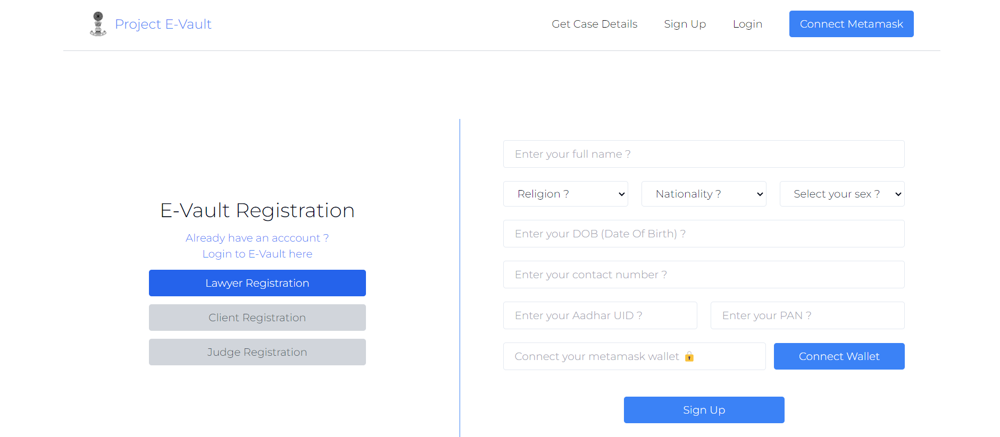 Project E-Vault
Get Case Details
Sign Up
Login
Connect Metamask
E-Vault Registration
Already have an acccount ?
Login to E-Vault here
Lawyer Registration
Client Registration
Judge Registration
Enter your full name ?
Religion ?
Nationality ?
Select your sex ?
Enter your DOB (Date Of Birth) ?
Enter your contact number ?
Enter your Aadhar UID ?
Enter your PAN ?
Connect your metamask wallet 🔒
Connect Wallet
Sign Up